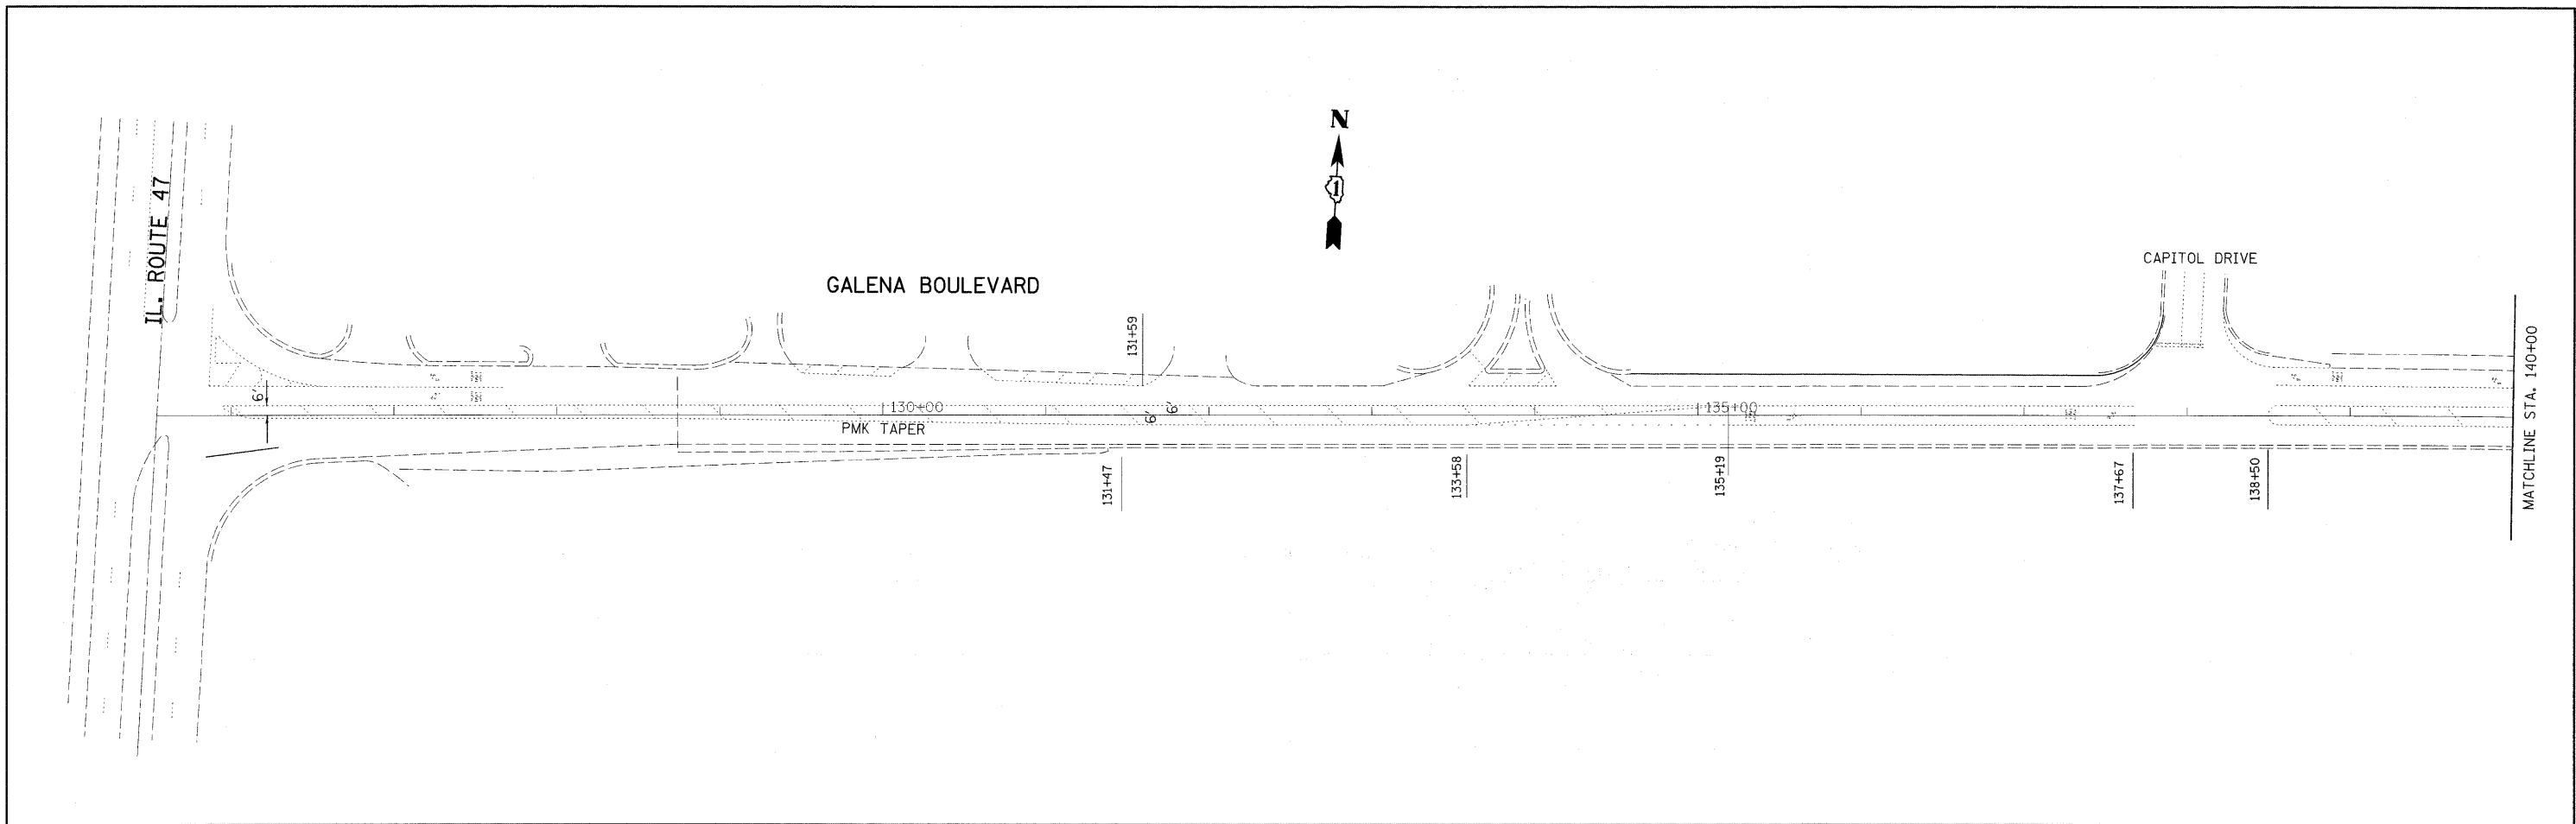 N
1
IL. ROUTE 47
GALENA BOULEVARD
CAPITOL DRIVE
131+59
6'
130+00
6'
6'
135+00
PMK TAPER
131+47
133+58
135+19
137+67
138+50
MATCHLINE STA. 140+00